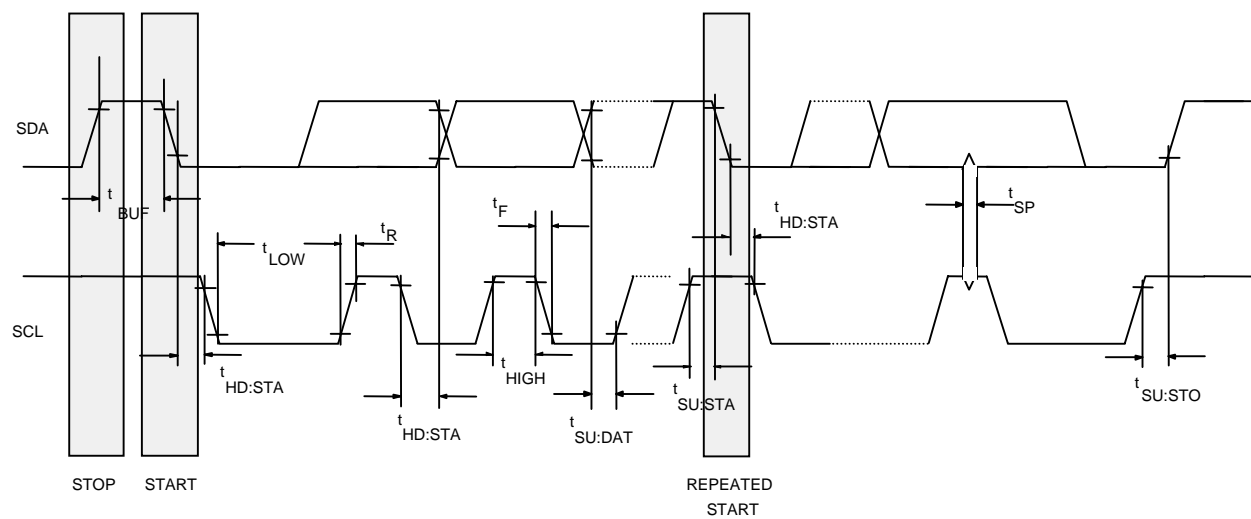 SDA
t BUF
t LOW
t R
t F
t HD:STA
t SP
SCL
t HD:STA
t HD:STA
t HIGH
t SU:DAT
t SU:STA
t SU:STO
STOP
START
REPEATED
START